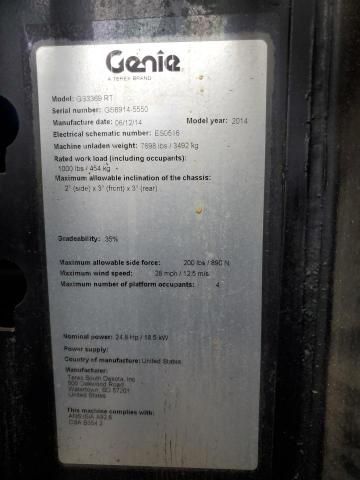 Genie
A TEREX BRAND
Model: GS3369 RT
Serial number: GS6914-5550
Manufacture date: 06/12/14 Model year: 2014
Electrical schematic number: ES0516
Machine unladen weight: 7698 lbs / 3492 kg
Rated work load (including occupants):
1000 lbs / 454 kg
Maximum allowable inclination of the chassis:
2° (side) x 3° (front) x 3° (rear)
Gradeability: 35%
Maximum allowable side force: 200 lbs / 890 N
Maximum wind speed: 28 mph / 12.5 m/s
Maximum number of platform occupants: 4
Nominal power: 24.8 Hp / 18.5 kW
Power supply:
Country of manufacture: United States
Manufacturer:
Terex South Dakota, Inc
500 Oakwood Road
Watertown, SD 57201
United States
This machine complies with:
ANSI/SIA A92.6
CSA B354.2